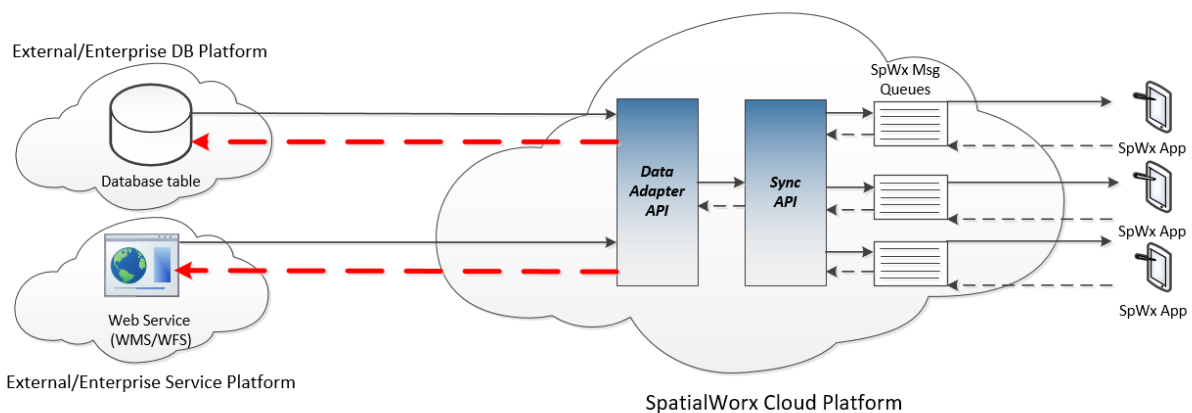 External/Enterprise DB Platform
Database table
Web Service
(WMS/WFS)
External/Enterprise Service Platform
Data
Adapter
API
Sync
API
SpWx Msg
Queues
SpWx App
SpWx App
SpWx App
SpatialWorx Cloud Platform